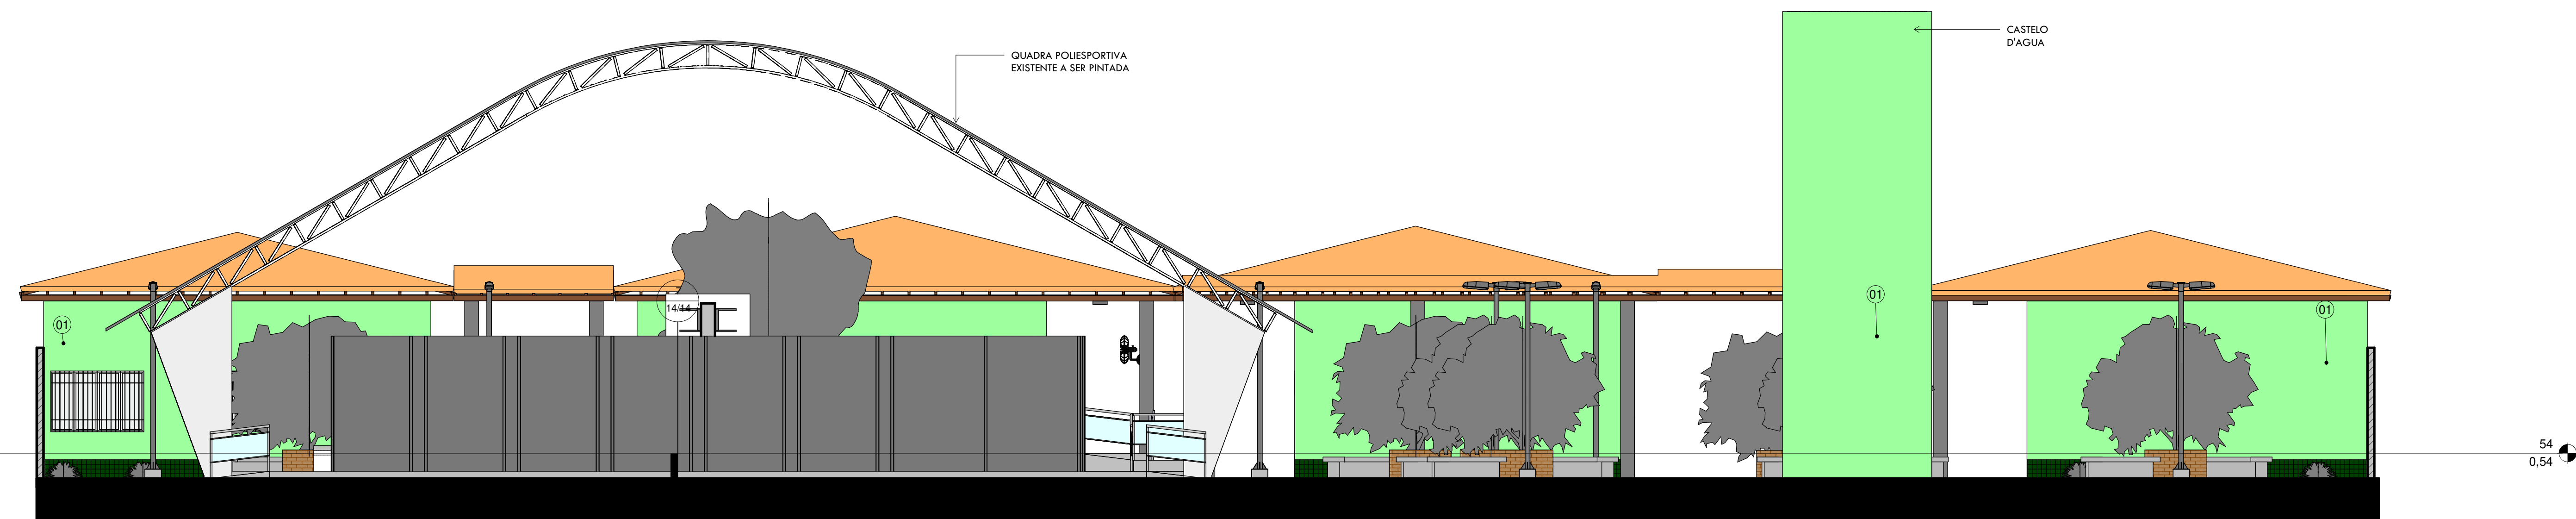 QUADRA POLIESPORTIVA
EXISTENTE A SER PINTADA
CASTELO
D'AGUA
01
14/14
01
01
54
0,54